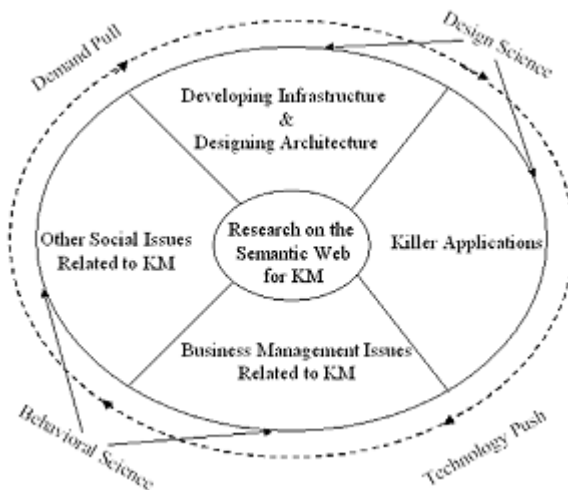 Demand Pull
Design Science
Developing Infrastructure
&
Designing Architecture
Other Social Issues
Related to KM
Research on the
Semantic Web
for KM
Killer Applications
Business Management Issues
Related to KM
Behavioral Science
Technology Push